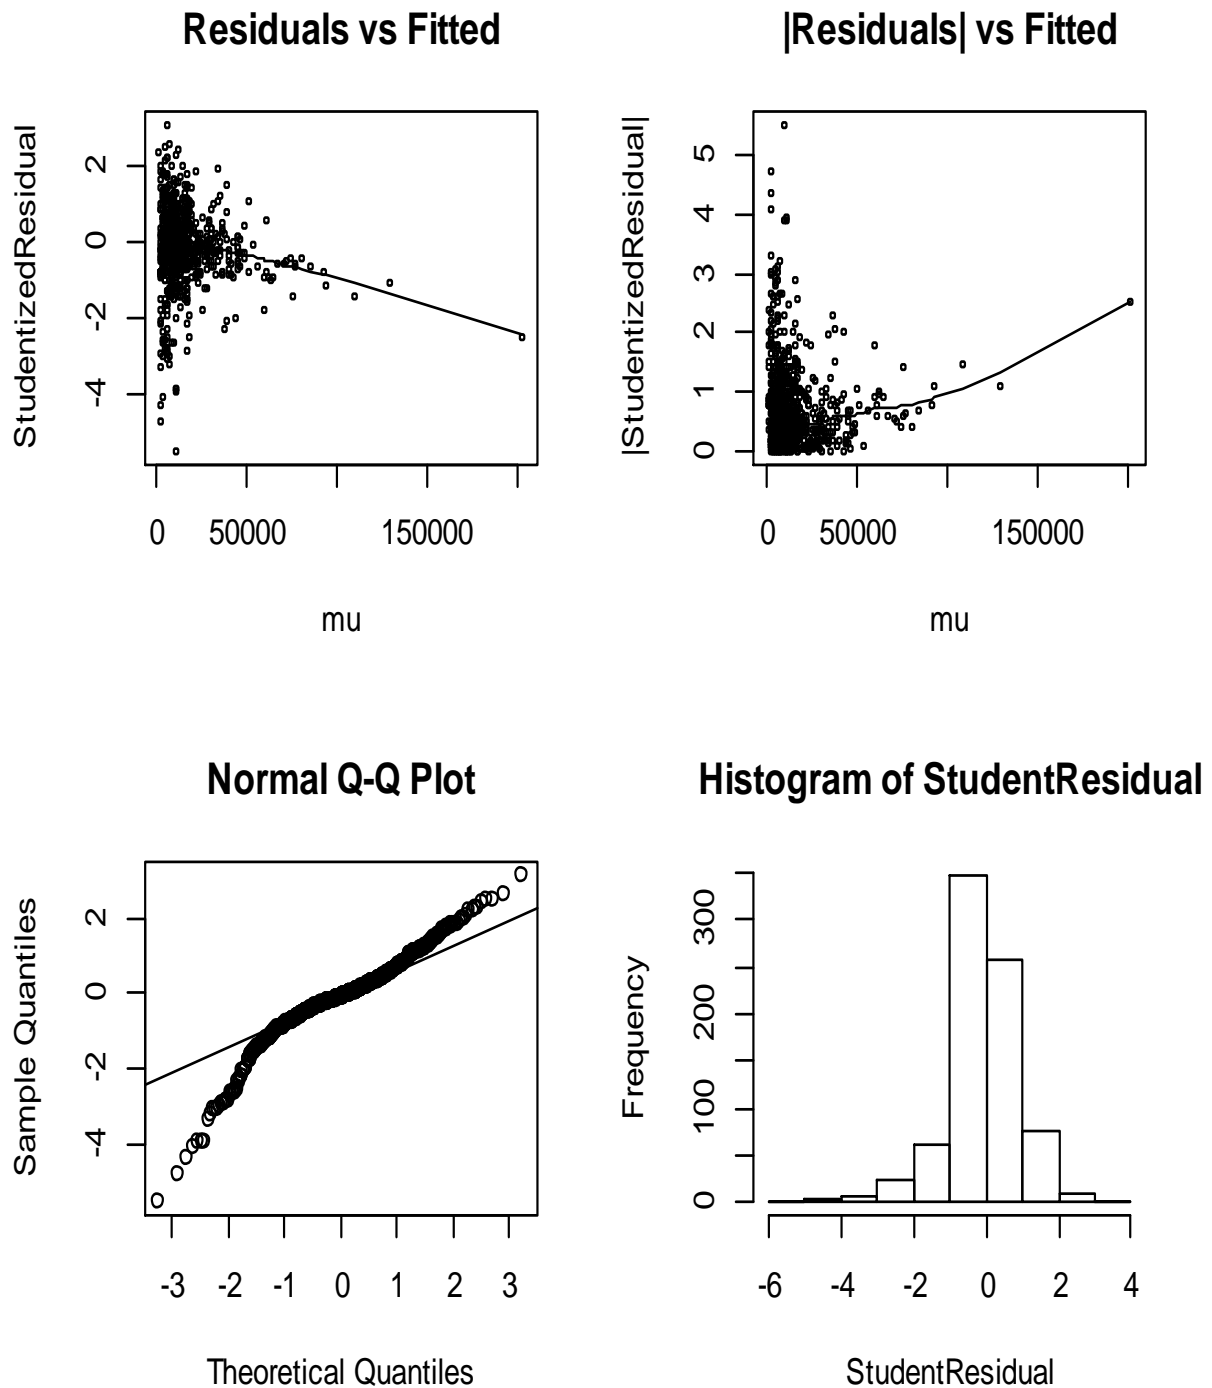 Residuals vs Fitted
StudentizedResidual
2
0
-2
-4
0 50000 150000
mu
|Residuals| vs Fitted
|StudentizedResidual|
5
4
3
2
1
0
0 50000 150000
mu
Normal Q-Q Plot
Sample Quantiles
2
0
-2
-4
-3 -2 -1 0 1 2 3
Theoretical Quantiles
Histogram of StudentResidual
Frequency
300
200
100
0
-6 -4 -2 0 2 4
StudentResidual